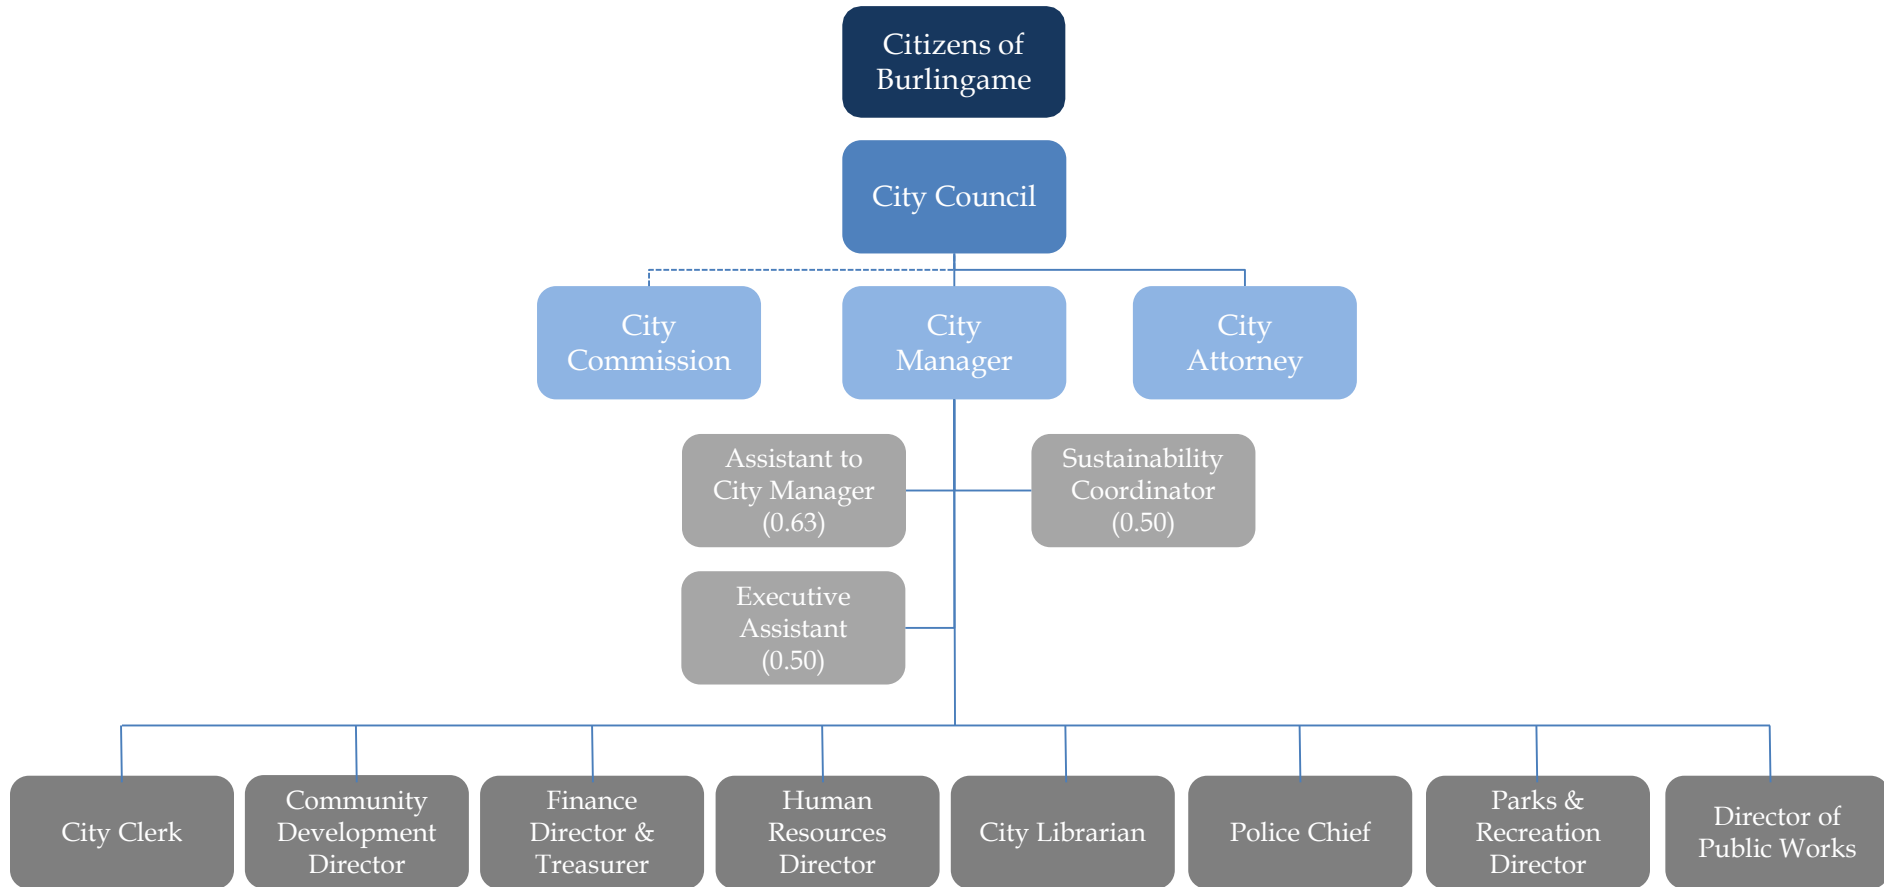 Citizens of
Burlingame
City Council
City
Commission
City
Manager
City
Attorney
Assistant to
City Manager
(0.63)
Sustainability
Coordinator
(0.50)
Executive
Assistant
(0.50)
City Clerk
Community
Development
Director
Finance
Director &
Treasurer
Human
Resources
Director
City Librarian
Police Chief
Parks &
Recreation
Director
Director of
Public Works